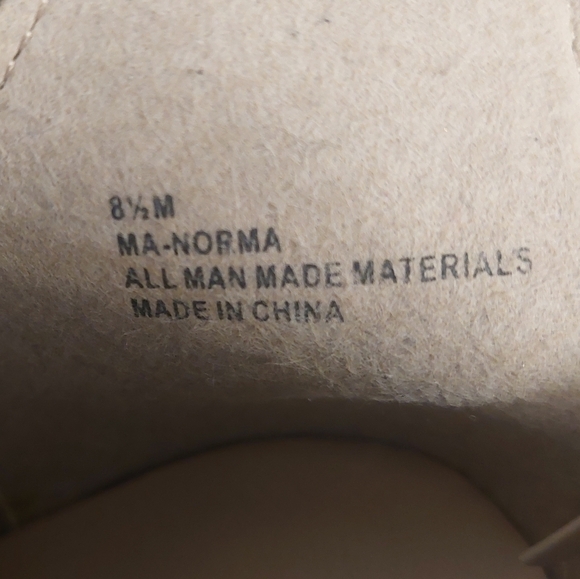 8½M
MA-NORMA
ALL MAN MADE MATERIALS
MADE IN CHINA